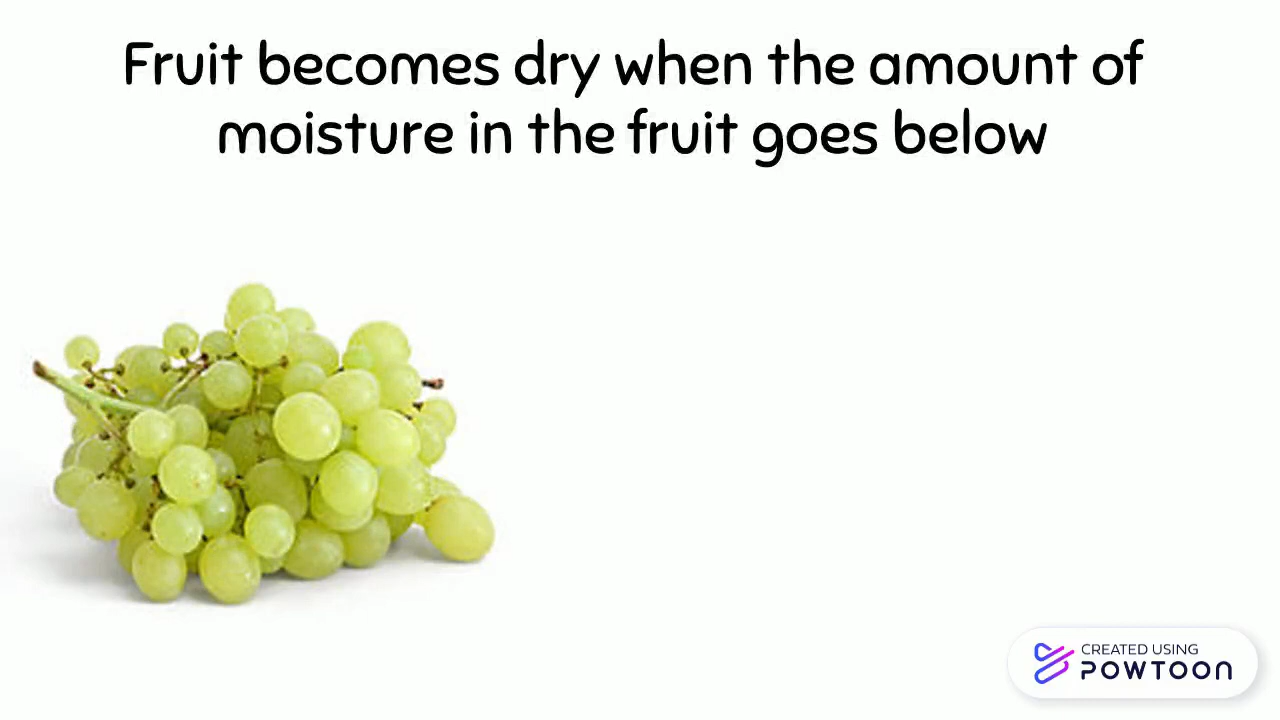 Fruit becomes dry when the amount of
moisture in the fruit goes below
CREATED USING
POWTOON